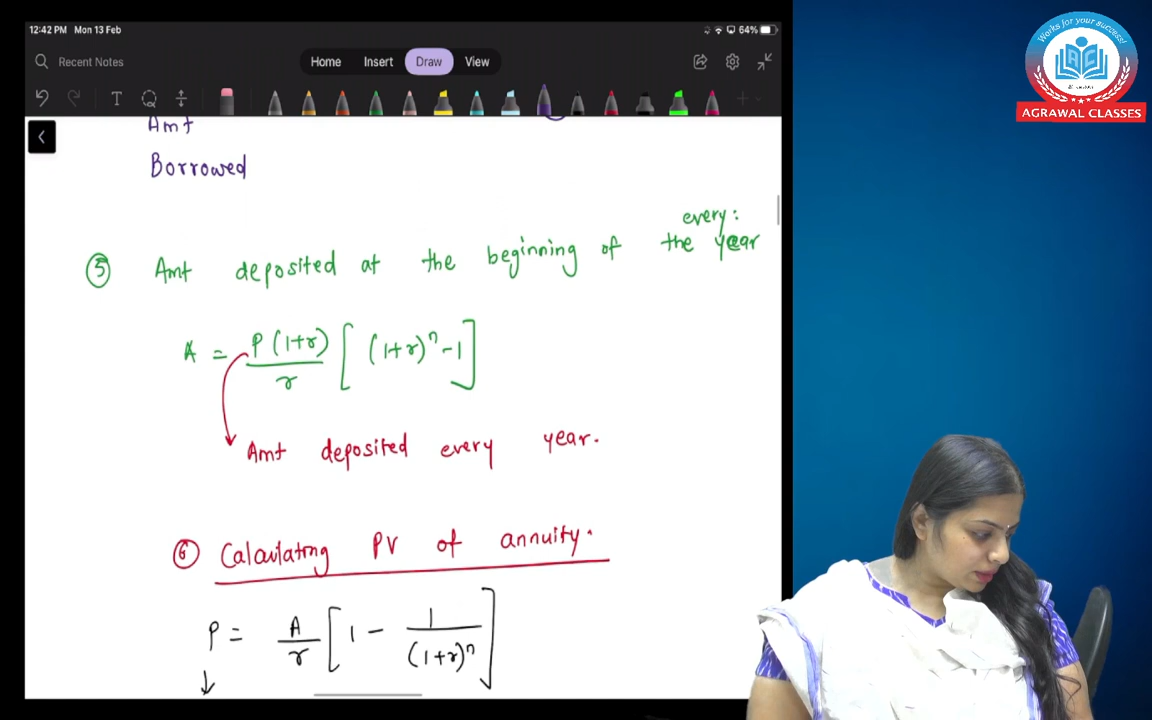 12:42 PM Mon 13 Feb
64%
Recent Notes
Home Insert Draw View
Works for your success!
AC
AGRAWAL CLASSES
Amt
Borrowed
every:
⑤ Amt deposited at the beginning of the year
A = P(1+r)/r [(1+r)^n - 1]
Amt deposited every year.
⑥ Calculating PV of annuity.
P = A/r [1 - 1/(1+r)^n]